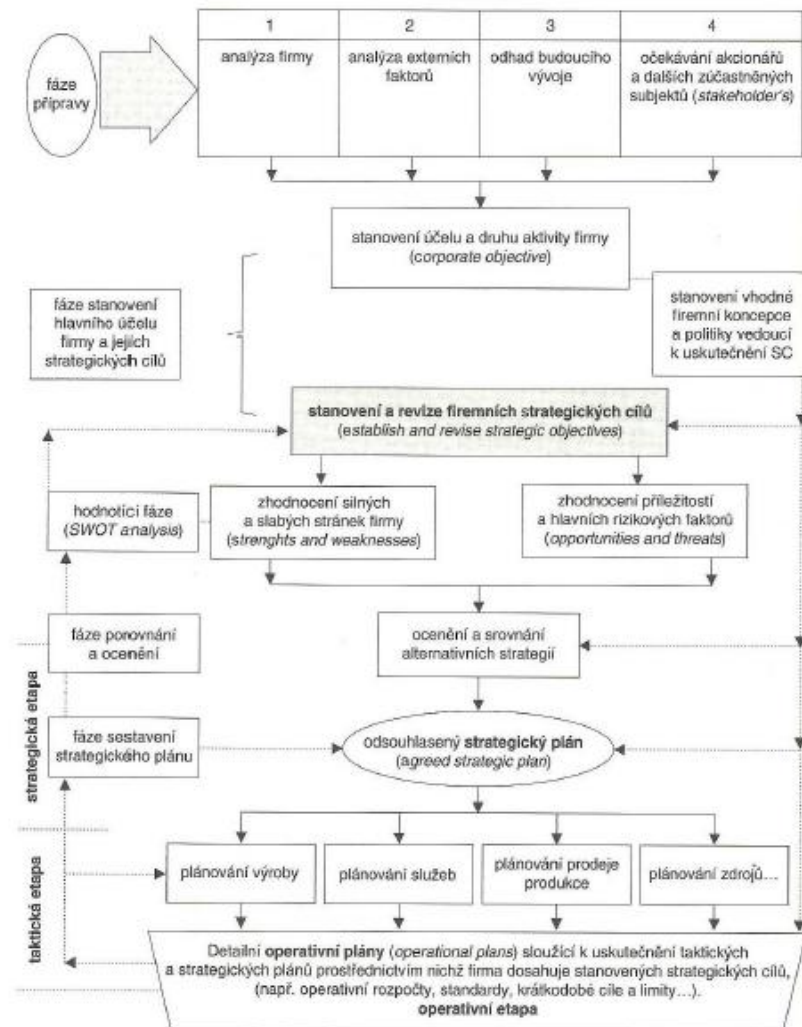 1
2
3
4
fáze
přípravy
analýza firmy
analýza externích
faktorů
odhad budoucího
vývoje
očekávání akcionářů
a dalších zúčastněných
subjektů (stakeholder's)
stanovení účelu a druhu aktivity firmy
(corporate objective)
fáze stanovení
hlavního účelu
firmy a jejích
strategických cílů
stanovení vhodné
firemní koncepce
a politiky vedoucí
k uskutečnění SC
stanovení a revize firemních strategických cílů
(establish and revise strategic objectives)
hodnotící fáze
(SWOT analysis)
zhodnocení silných
a slabých stránek firmy
(strenghts and weaknesses)
zhodnocení příležitostí
a hlavních rizikových faktorů
(opportunities and threats)
fáze porovnání
a ocenění
ocenění a srovnání
alternativních strategií
strategická etapa
fáze sestavení
strategického plánu
odsouhlasený strategický plán
(agreed strategic plan)
taktická etapa
plánování výroby
plánování služeb
plánování prodeje
produkce
plánování zdrojů...
Detailní operativní plány (operational plans) sloužící k uskutečnění taktických
a strategických plánů prostřednictvím nichž firma dosahuje stanovených strategických cílů,
(např. operativní rozpočty, standardy, krátkodobé cíle a limity...).
operativní etapa